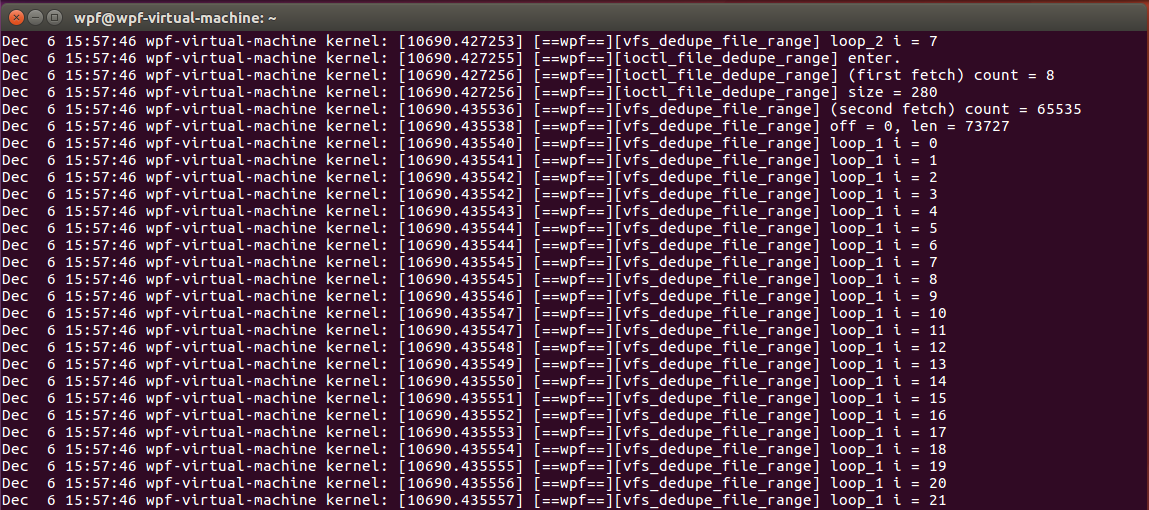 wpf@wpf-virtual-machine: ~
Dec  6 15:57:46 wpf-virtual-machine kernel: [10690.427253] [==wpf==][vfs_dedupe_file_range] loop_2 i = 7
Dec  6 15:57:46 wpf-virtual-machine kernel: [10690.427255] [==wpf==][ioctl_file_dedupe_range] enter.
Dec  6 15:57:46 wpf-virtual-machine kernel: [10690.427256] [==wpf==][ioctl_file_dedupe_range] (first fetch) count = 8
Dec  6 15:57:46 wpf-virtual-machine kernel: [10690.427256] [==wpf==][ioctl_file_dedupe_range] size = 280
Dec  6 15:57:46 wpf-virtual-machine kernel: [10690.435536] [==wpf==][vfs_dedupe_file_range] (second fetch) count = 65535
Dec  6 15:57:46 wpf-virtual-machine kernel: [10690.435538] [==wpf==][vfs_dedupe_file_range] off = 0, len = 73727
Dec  6 15:57:46 wpf-virtual-machine kernel: [10690.435540] [==wpf==][vfs_dedupe_file_range] loop_1 i = 0
Dec  6 15:57:46 wpf-virtual-machine kernel: [10690.435541] [==wpf==][vfs_dedupe_file_range] loop_1 i = 1
Dec  6 15:57:46 wpf-virtual-machine kernel: [10690.435542] [==wpf==][vfs_dedupe_file_range] loop_1 i = 2
Dec  6 15:57:46 wpf-virtual-machine kernel: [10690.435542] [==wpf==][vfs_dedupe_file_range] loop_1 i = 3
Dec  6 15:57:46 wpf-virtual-machine kernel: [10690.435543] [==wpf==][vfs_dedupe_file_range] loop_1 i = 4
Dec  6 15:57:46 wpf-virtual-machine kernel: [10690.435544] [==wpf==][vfs_dedupe_file_range] loop_1 i = 5
Dec  6 15:57:46 wpf-virtual-machine kernel: [10690.435544] [==wpf==][vfs_dedupe_file_range] loop_1 i = 6
Dec  6 15:57:46 wpf-virtual-machine kernel: [10690.435545] [==wpf==][vfs_dedupe_file_range] loop_1 i = 7
Dec  6 15:57:46 wpf-virtual-machine kernel: [10690.435545] [==wpf==][vfs_dedupe_file_range] loop_1 i = 8
Dec  6 15:57:46 wpf-virtual-machine kernel: [10690.435546] [==wpf==][vfs_dedupe_file_range] loop_1 i = 9
Dec  6 15:57:46 wpf-virtual-machine kernel: [10690.435547] [==wpf==][vfs_dedupe_file_range] loop_1 i = 10
Dec  6 15:57:46 wpf-virtual-machine kernel: [10690.435547] [==wpf==][vfs_dedupe_file_range] loop_1 i = 11
Dec  6 15:57:46 wpf-virtual-machine kernel: [10690.435548] [==wpf==][vfs_dedupe_file_range] loop_1 i = 12
Dec  6 15:57:46 wpf-virtual-machine kernel: [10690.435549] [==wpf==][vfs_dedupe_file_range] loop_1 i = 13
Dec  6 15:57:46 wpf-virtual-machine kernel: [10690.435550] [==wpf==][vfs_dedupe_file_range] loop_1 i = 14
Dec  6 15:57:46 wpf-virtual-machine kernel: [10690.435551] [==wpf==][vfs_dedupe_file_range] loop_1 i = 15
Dec  6 15:57:46 wpf-virtual-machine kernel: [10690.435552] [==wpf==][vfs_dedupe_file_range] loop_1 i = 16
Dec  6 15:57:46 wpf-virtual-machine kernel: [10690.435553] [==wpf==][vfs_dedupe_file_range] loop_1 i = 17
Dec  6 15:57:46 wpf-virtual-machine kernel: [10690.435554] [==wpf==][vfs_dedupe_file_range] loop_1 i = 18
Dec  6 15:57:46 wpf-virtual-machine kernel: [10690.435555] [==wpf==][vfs_dedupe_file_range] loop_1 i = 19
Dec  6 15:57:46 wpf-virtual-machine kernel: [10690.435556] [==wpf==][vfs_dedupe_file_range] loop_1 i = 20
Dec  6 15:57:46 wpf-virtual-machine kernel: [10690.435557] [==wpf==][vfs_dedupe_file_range] loop_1 i = 21